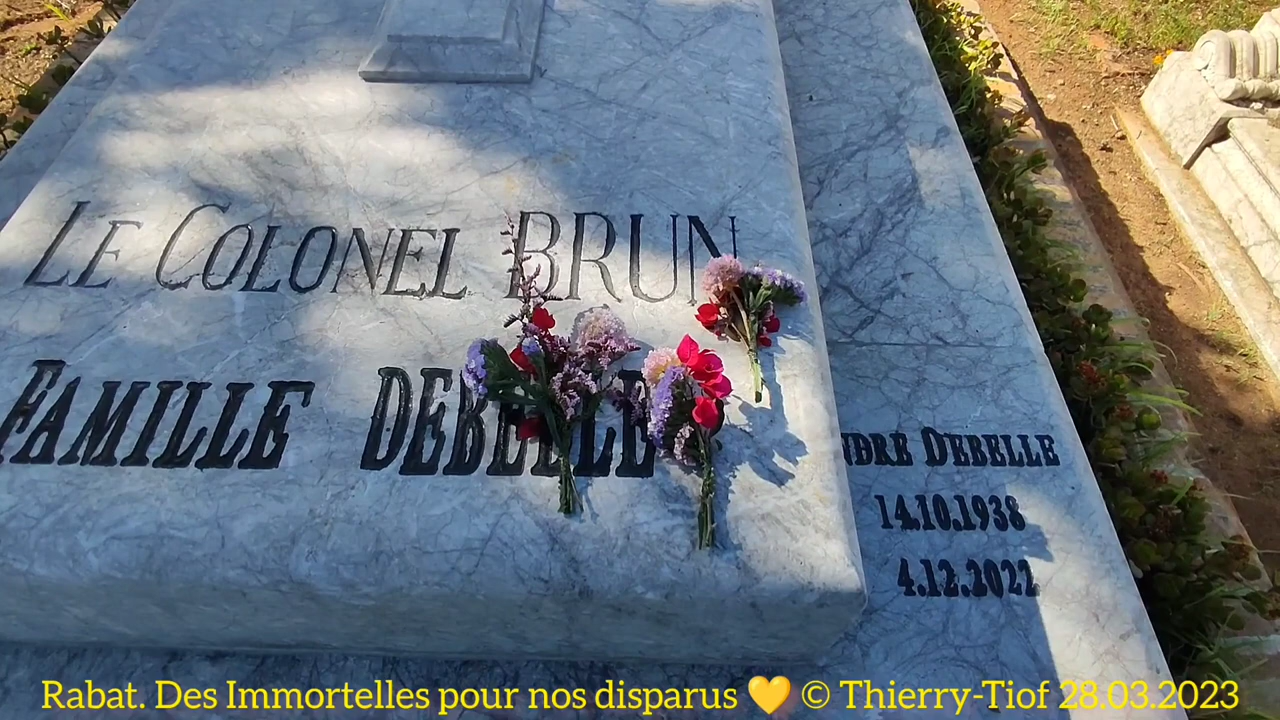 LE COLONEL BRUN
FAMILLE DEBELLE
NDRE DEBELLE
14.10.1938
4.12.2022
Rabat. Des Immortelles pour nos disparus 💛 © Thierry-Tiof 28.03.2023